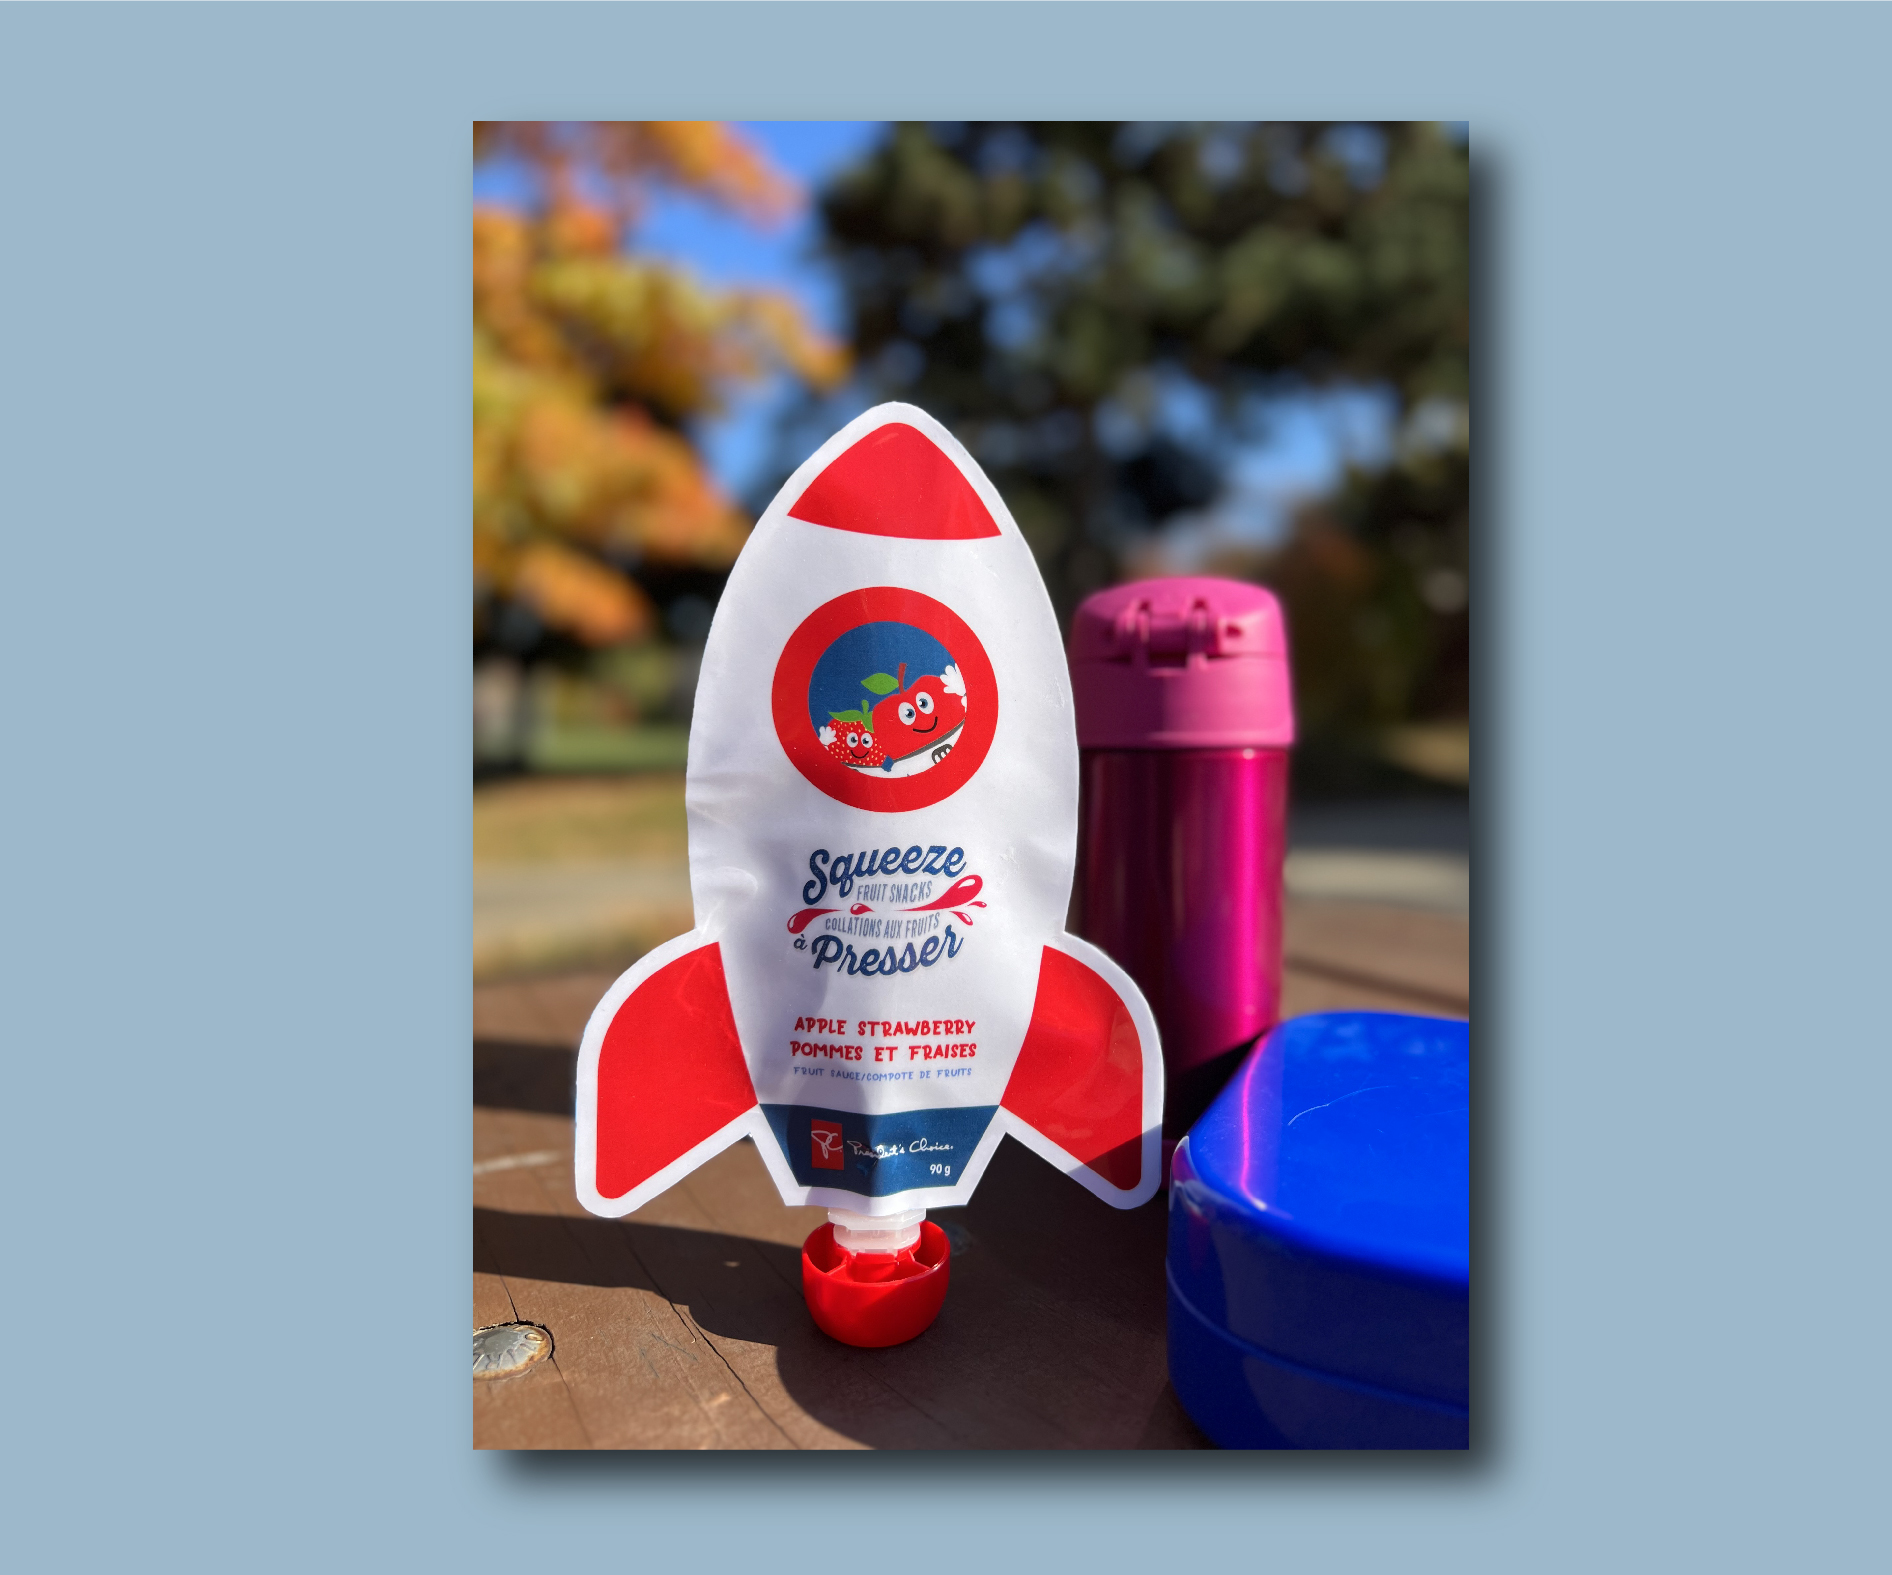 Squeeze
FRUIT SNACKS
COLLATIONS AUX FRUITS
à Presser
APPLE STRAWBERRY
POMMES ET FRAISES
FRUIT SAUCE/COMPOTE DE FRUITS
PC President's Choice.
90 g